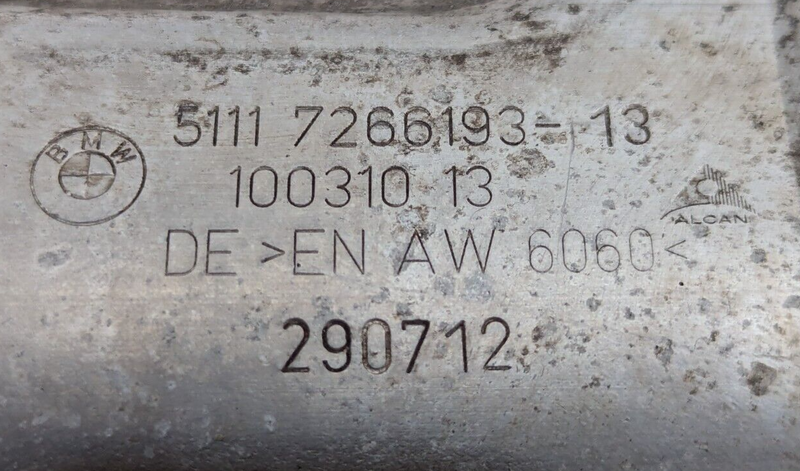 BMW
5111 7266193-13
100310 13
ALCAN
DE >EN AW 6060<
290712